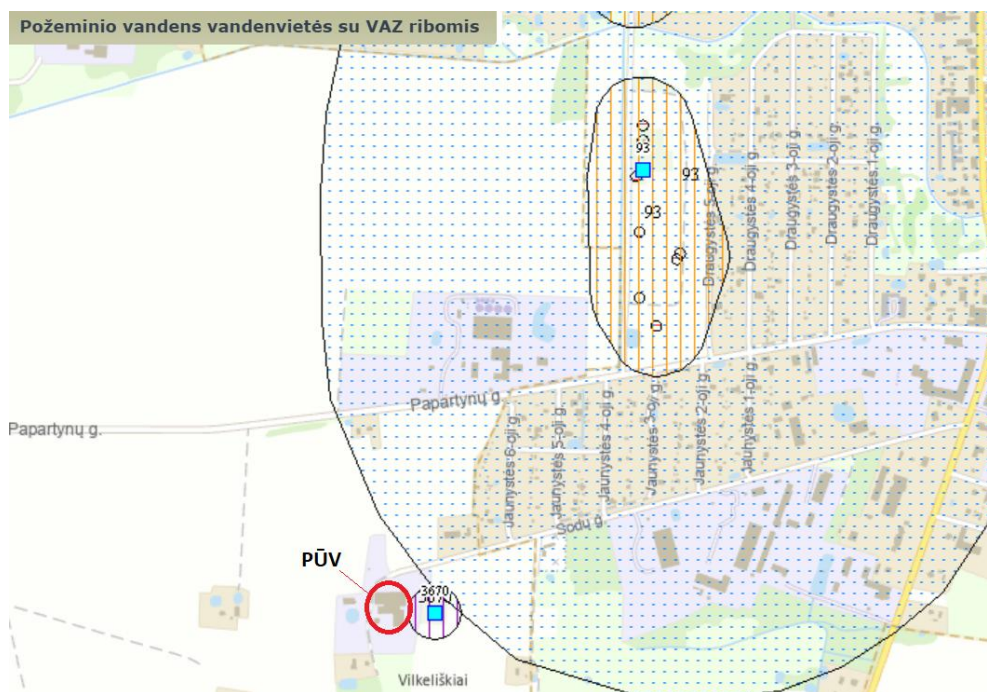 Požeminio vandens vandenvietės su VAZ ribomis
93
93
93
Draugystės 5-oji g.
Draugystės 4-oji g.
Draugystės 3-oji g.
Draugystės 2-oji g.
Draugystės 1-oji g.
Papartynų g.
Papartynų g.
Jaunystės 6-oji g.
Jaunystės 5-oji g.
Jaunystės 4-oji g.
Jaunystės 3-oji g.
Jaunystės 2-oji g.
Jaunystės 1-oji g.
Sodų g.
PŪV
3670
Vilkeliškiai